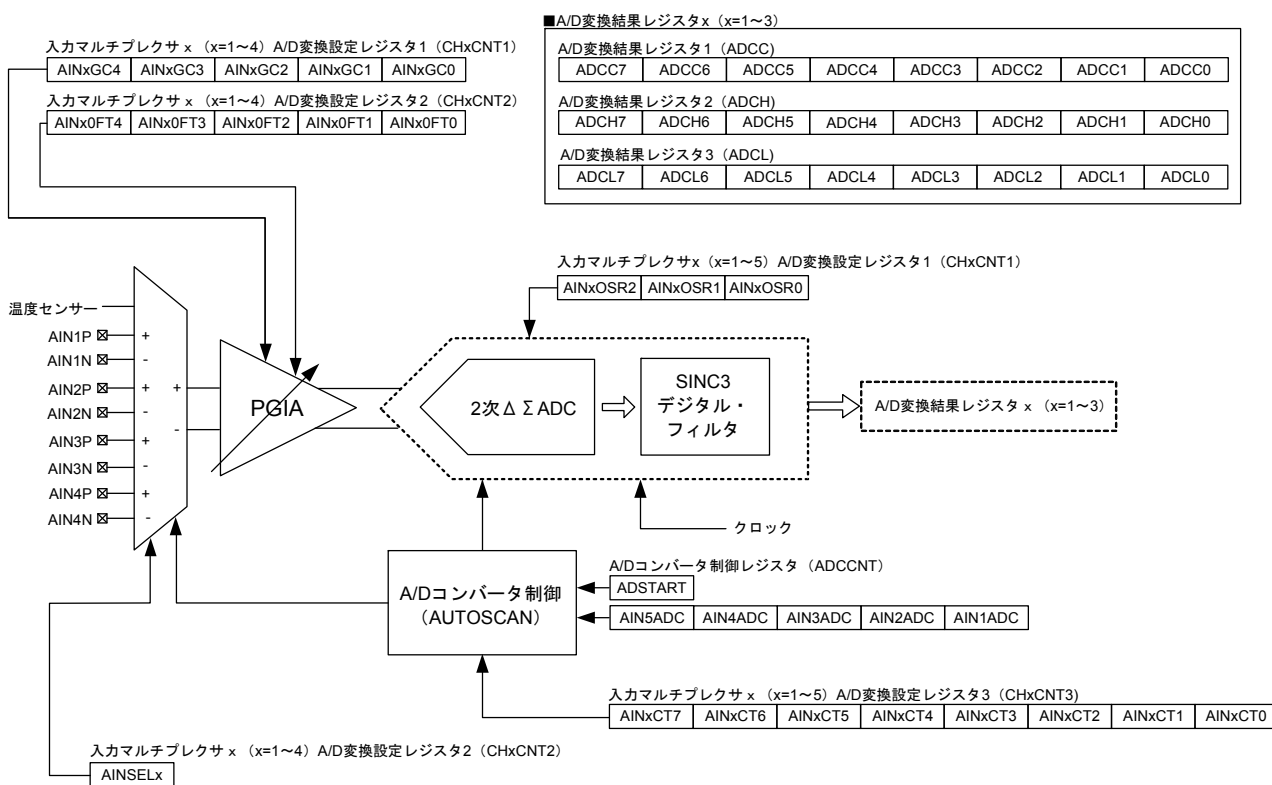 ■A/D変換結果レジスタx（x=1～3）
入力マルチプレクサ x （x=1～4）A/D変換設定レジスタ1（CHxCNT1）
AINxGC4 AINxGC3 AINxGC2 AINxGC1 AINxGC0
入力マルチプレクサ x （x=1～4）A/D変換設定レジスタ2（CHxCNT2）
AINx0FT4 AINx0FT3 AINx0FT2 AINx0FT1 AINx0FT0
A/D変換結果レジスタ1（ADCC)
ADCC7 ADCC6 ADCC5 ADCC4 ADCC3 ADCC2 ADCC1 ADCC0
A/D変換結果レジスタ2（ADCH)
ADCH7 ADCH6 ADCH5 ADCH4 ADCH3 ADCH2 ADCH1 ADCH0
A/D変換結果レジスタ3（ADCL)
ADCL7 ADCL6 ADCL5 ADCL4 ADCL3 ADCL2 ADCL1 ADCL0
入力マルチプレクサx（x=1～5）A/D変換設定レジスタ1（CHxCNT1）
AINxOSR2 AINxOSR1 AINxOSR0
温度センサー
AIN1P +
AIN1N -
AIN2P + +
AIN2N -
-
AIN3P +
AIN3N -
AIN4P +
AIN4N -
PGIA
2次ΔΣADC
SINC3
デジタル・
フィルタ
A/D変換結果レジスタ x （x=1～3）
クロック
A/Dコンバータ制御
（AUTOSCAN）
A/Dコンバータ制御レジスタ（ADCCNT）
ADSTART
AIN5ADC AIN4ADC AIN3ADC AIN2ADC AIN1ADC
入力マルチプレクサ x （x=1～5）A/D変換設定レジスタ3（CHxCNT3)
AINxCT7 AINxCT6 AINxCT5 AINxCT4 AINxCT3 AINxCT2 AINxCT1 AINxCT0
入力マルチプレクサ x （x=1～4）A/D変換設定レジスタ2（CHxCNT2）
AINSELx